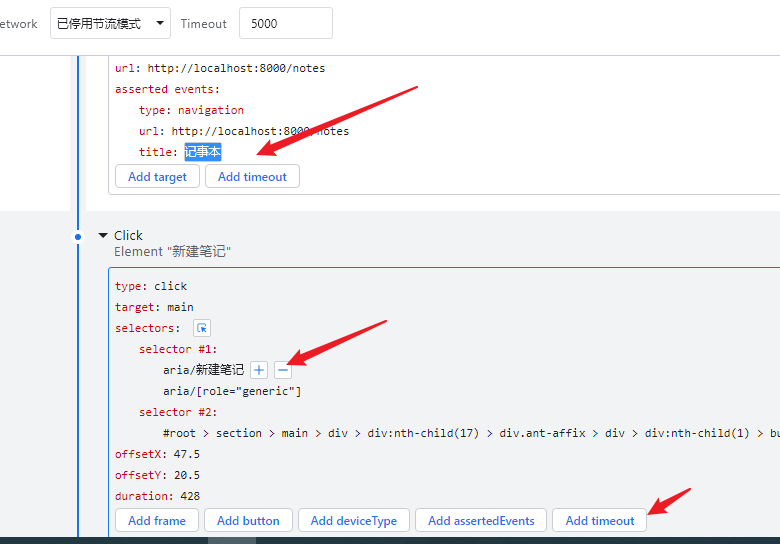 etwork 已停用节流模式 Timeout 5000
url: http://localhost:8000/notes
asserted events:
type: navigation
url: http://localhost:8000/notes
title: 记事本
Add target Add timeout
Click
Element "新建笔记"
type: click
target: main
selectors:
selector #1:
aria/新建笔记
aria/[role="generic"]
selector #2:
#root > section > main > div > div:nth-child(17) > div.ant-affix > div > div:nth-child(1) > bu
offsetX: 47.5
offsetY: 20.5
duration: 428
Add frame Add button Add deviceType Add assertedEvents Add timeout